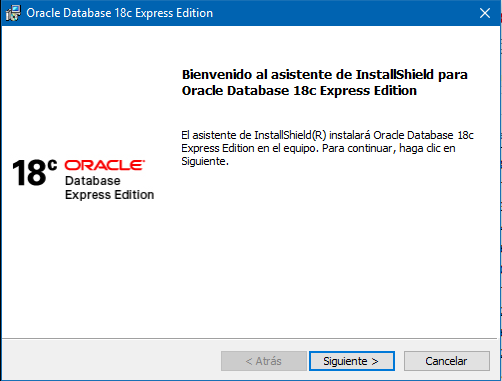 Oracle Database 18c Express Edition
Bienvenido al asistente de InstallShield para
Oracle Database 18c Express Edition
El asistente de InstallShield(R) instalará Oracle Database 18c
Express Edition en el equipo. Para continuar, haga clic en
Siguiente.
18c ORACLE
Database
Express Edition
< Atrás Siguiente > Cancelar